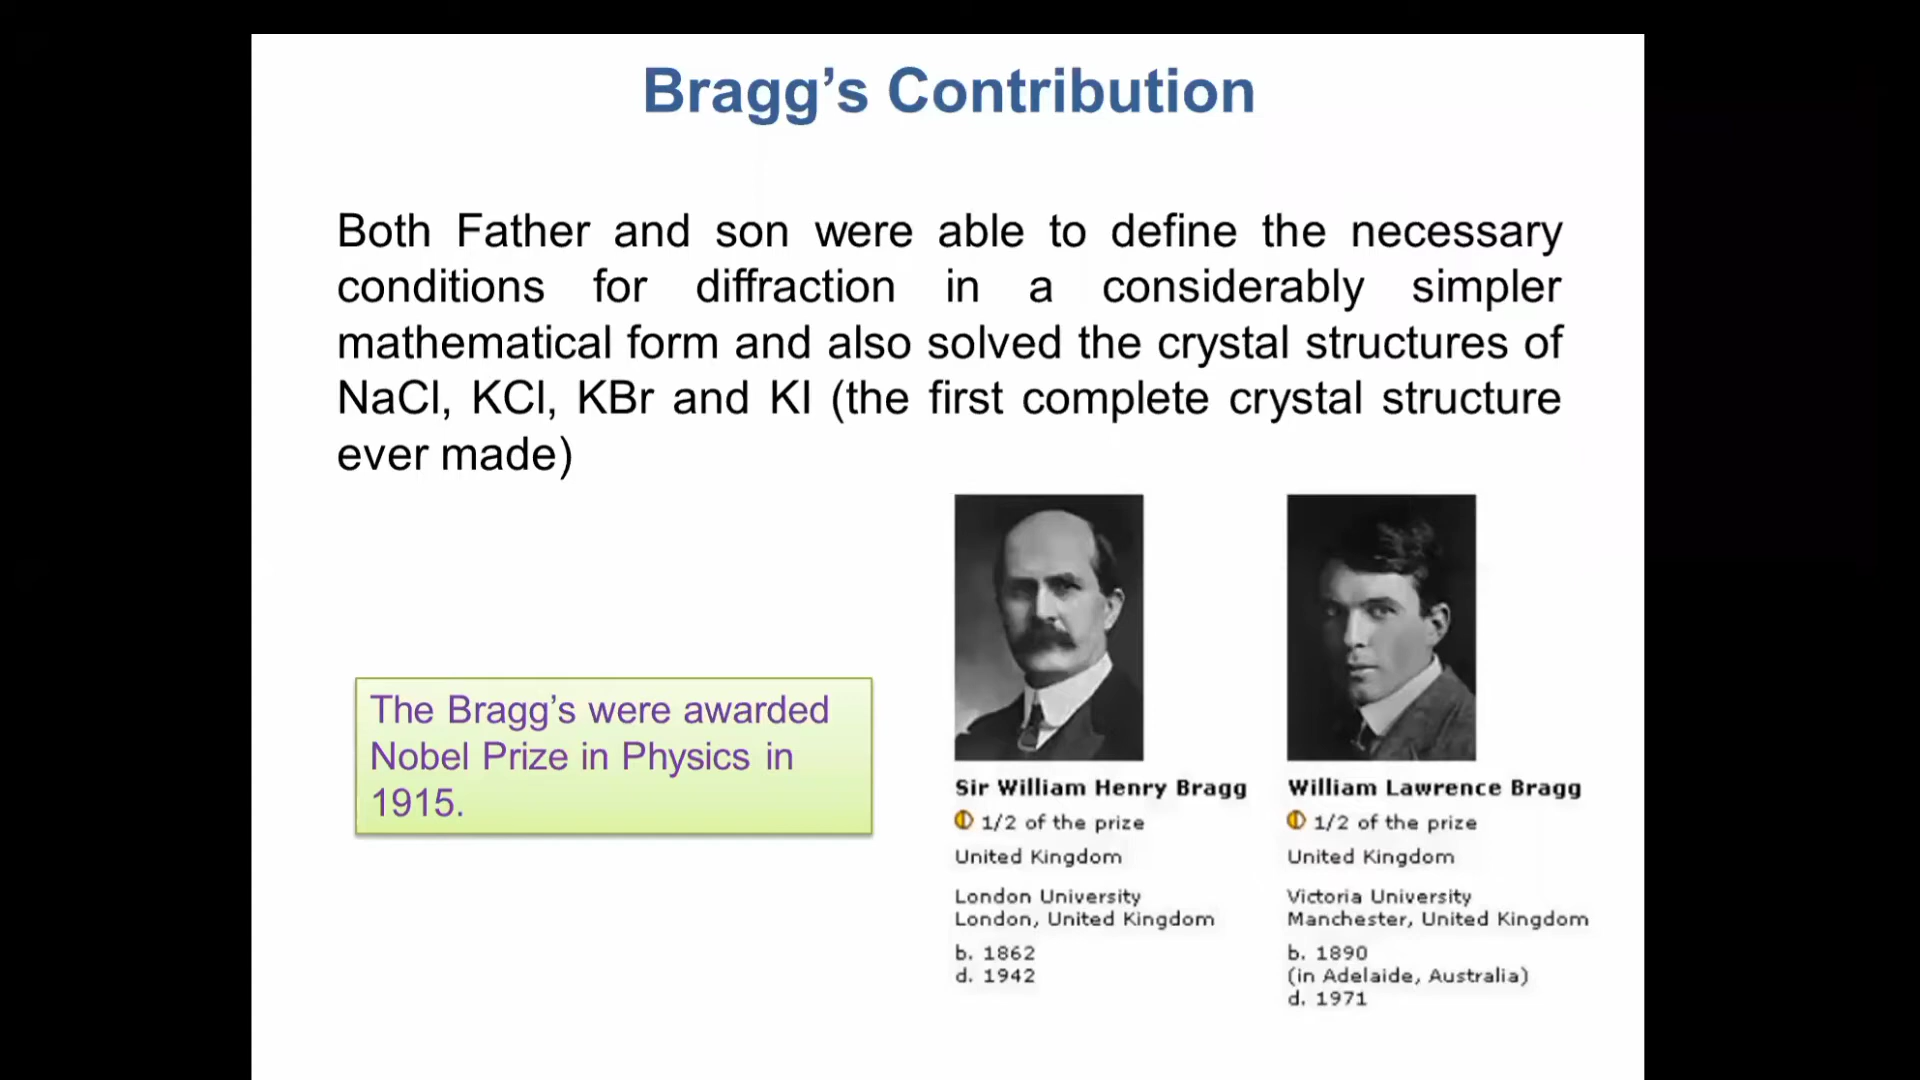 Bragg’s Contribution
Both Father and son were able to define the necessary
conditions for diffraction in a considerably simpler
mathematical form and also solved the crystal structures of
NaCl, KCl, KBr and KI (the first complete crystal structure
ever made)
The Bragg’s were awarded
Nobel Prize in Physics in
1915.
Sir William Henry Bragg
1/2 of the prize
United Kingdom
London University
London, United Kingdom
b. 1862
d. 1942
William Lawrence Bragg
1/2 of the prize
United Kingdom
Victoria University
Manchester, United Kingdom
b. 1890
(in Adelaide, Australia)
d. 1971